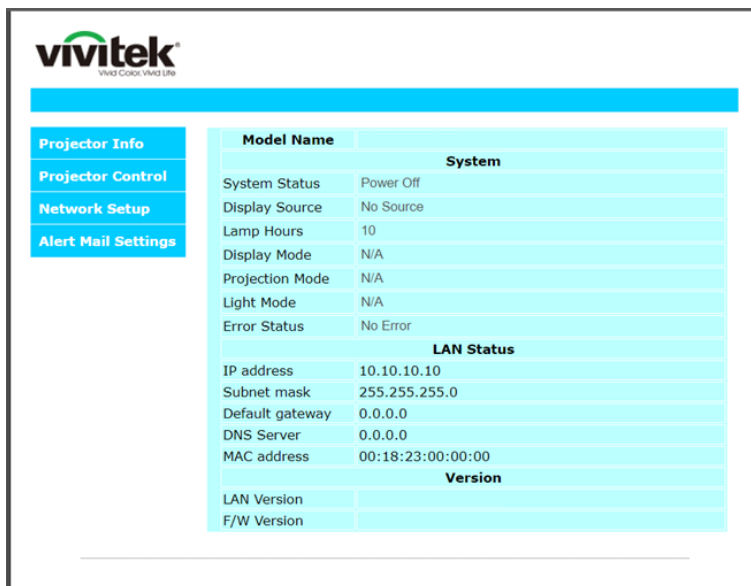 vivitek®
Vivid Color, Vivid Life
Projector Info
Projector Control
Network Setup
Alert Mail Settings
Model Name
System
System Status Power Off
Display Source No Source
Lamp Hours 10
Display Mode N/A
Projection Mode N/A
Light Mode N/A
Error Status No Error
LAN Status
IP address 10.10.10.10
Subnet mask 255.255.255.0
Default gateway 0.0.0.0
DNS Server 0.0.0.0
MAC address 00:18:23:00:00:00
Version
LAN Version
F/W Version